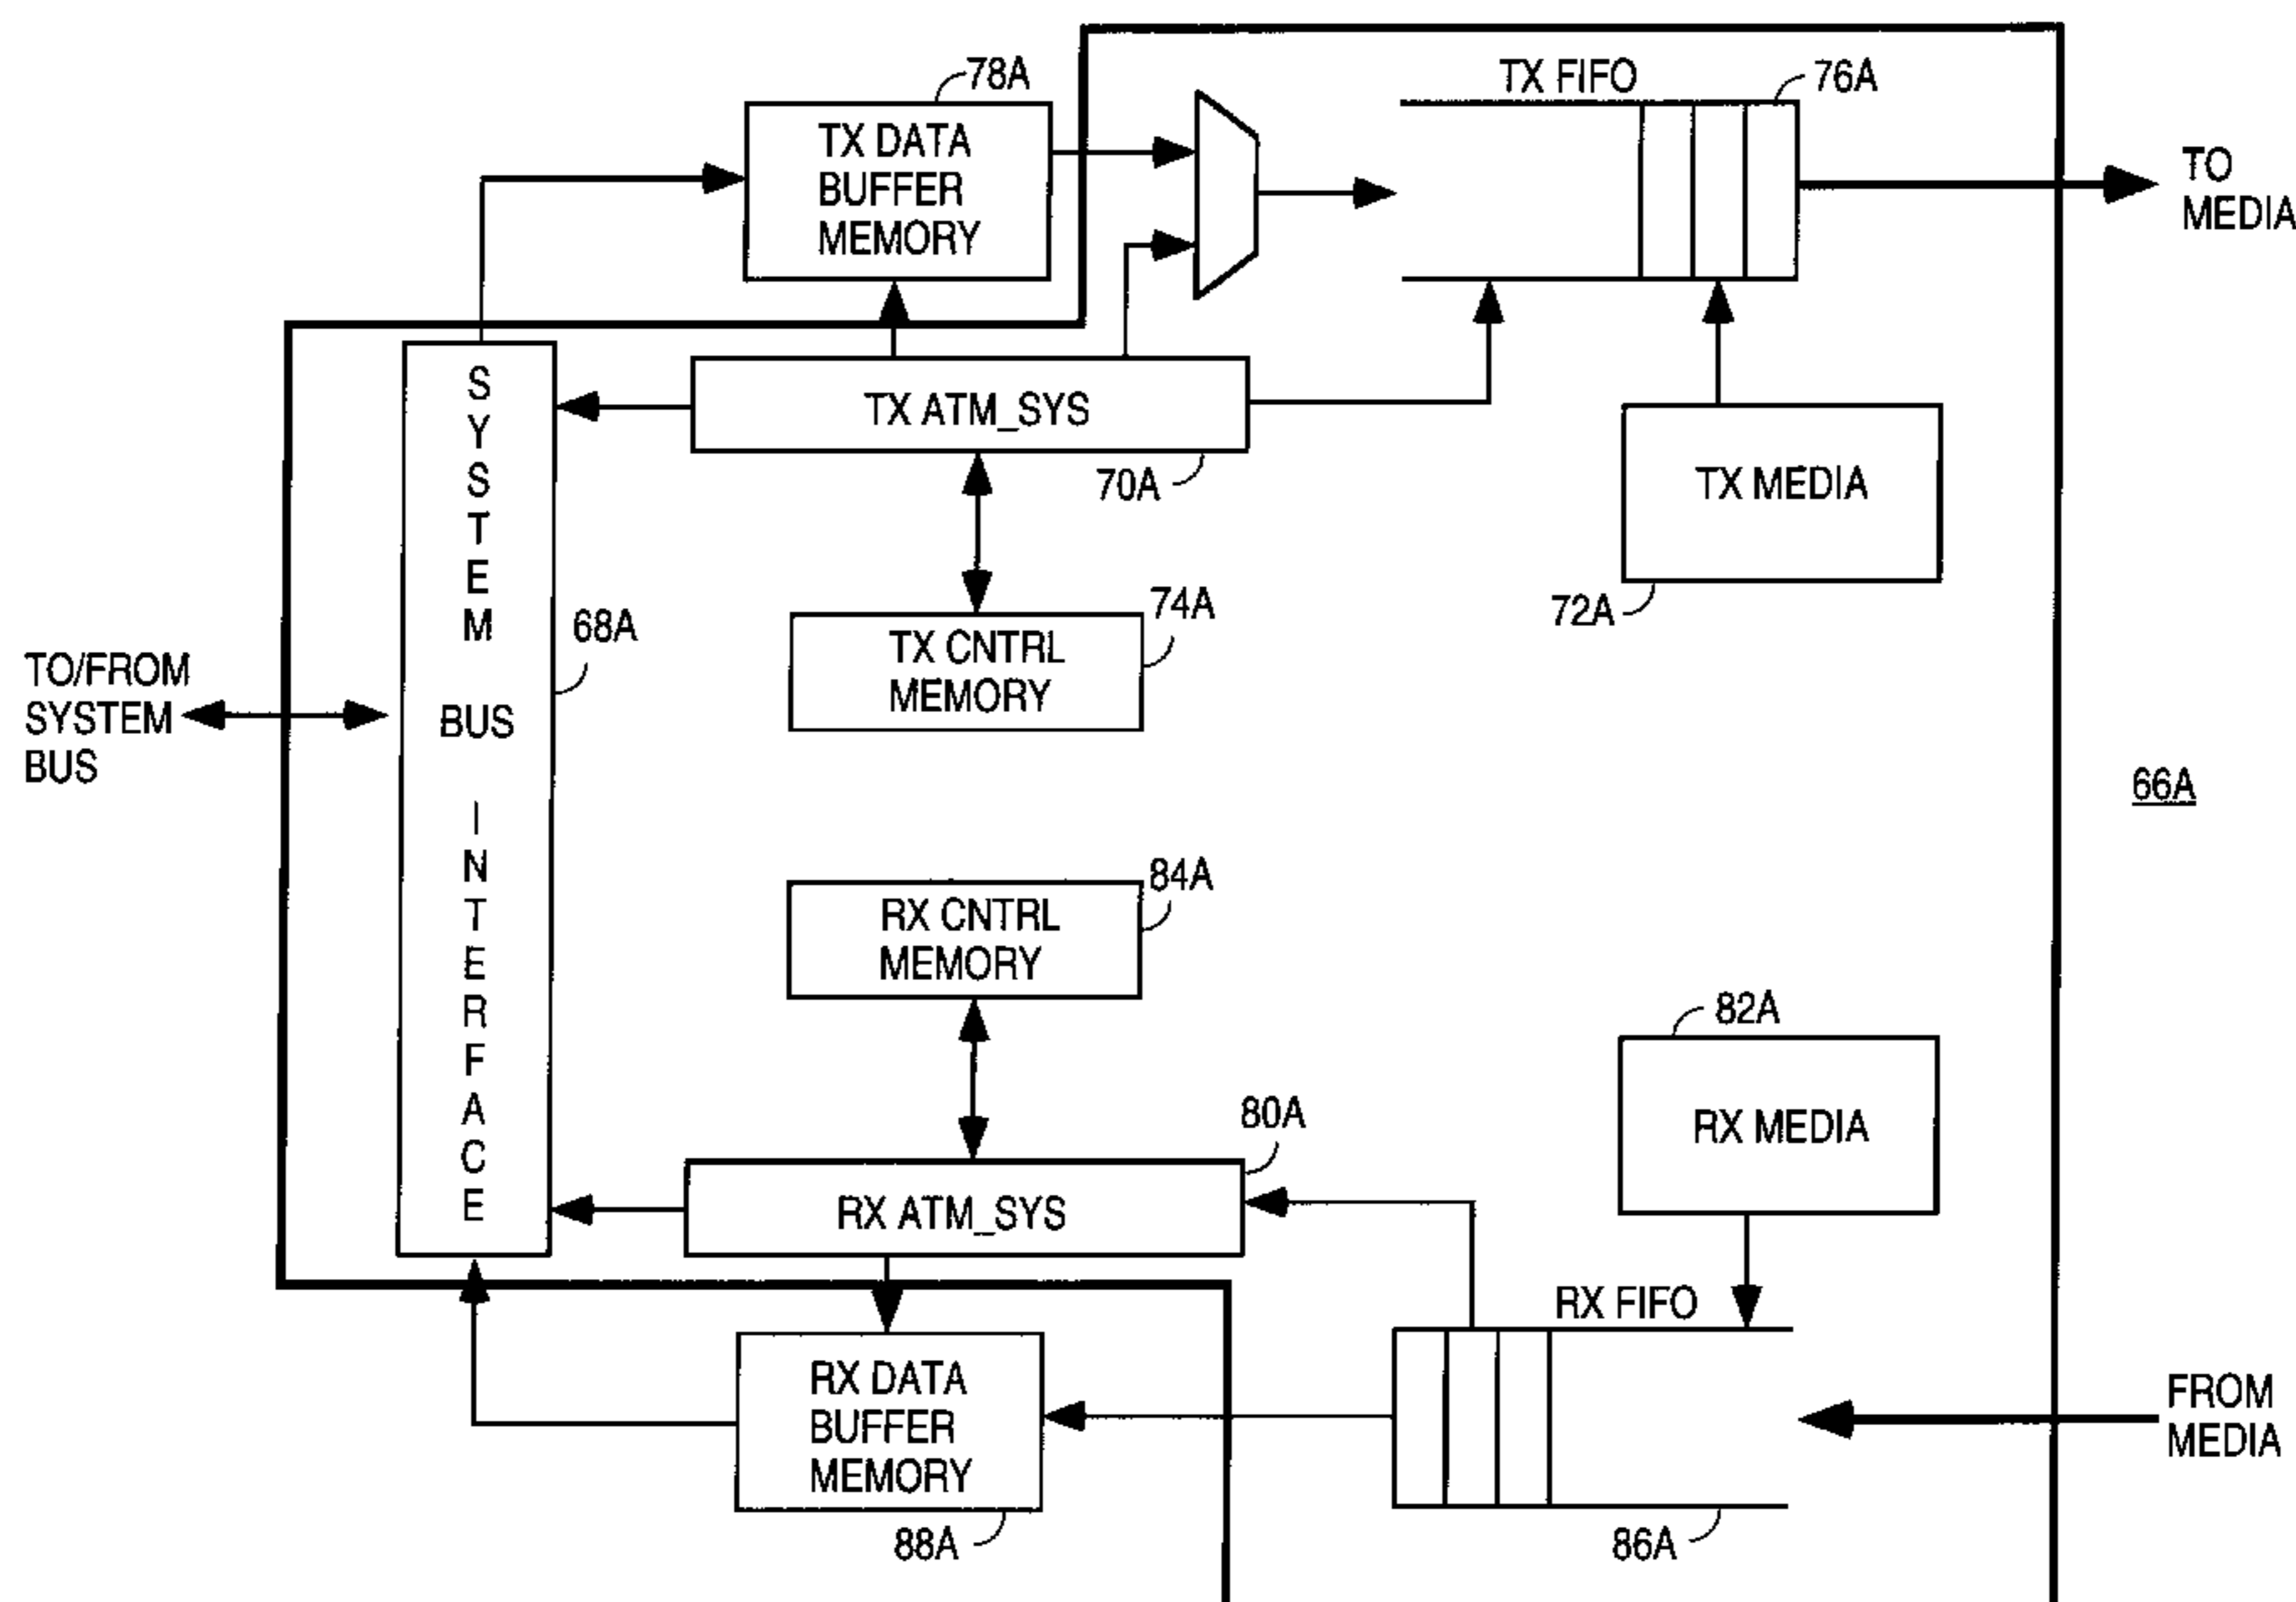 78A
TX FIFO
76A
TX DATA
BUFFER
MEMORY
TO
MEDIA
SYSTEM BUS INTERFACE
TX ATM_SYS
70A
TX MEDIA
72A
74A
TX CNTRL
MEMORY
68A
TO/FROM
SYSTEM
BUS
66A
84A
RX CNTRL
MEMORY
82A
RX MEDIA
80A
RX ATM_SYS
RX FIFO
RX DATA
BUFFER
MEMORY
FROM
MEDIA
88A
86A